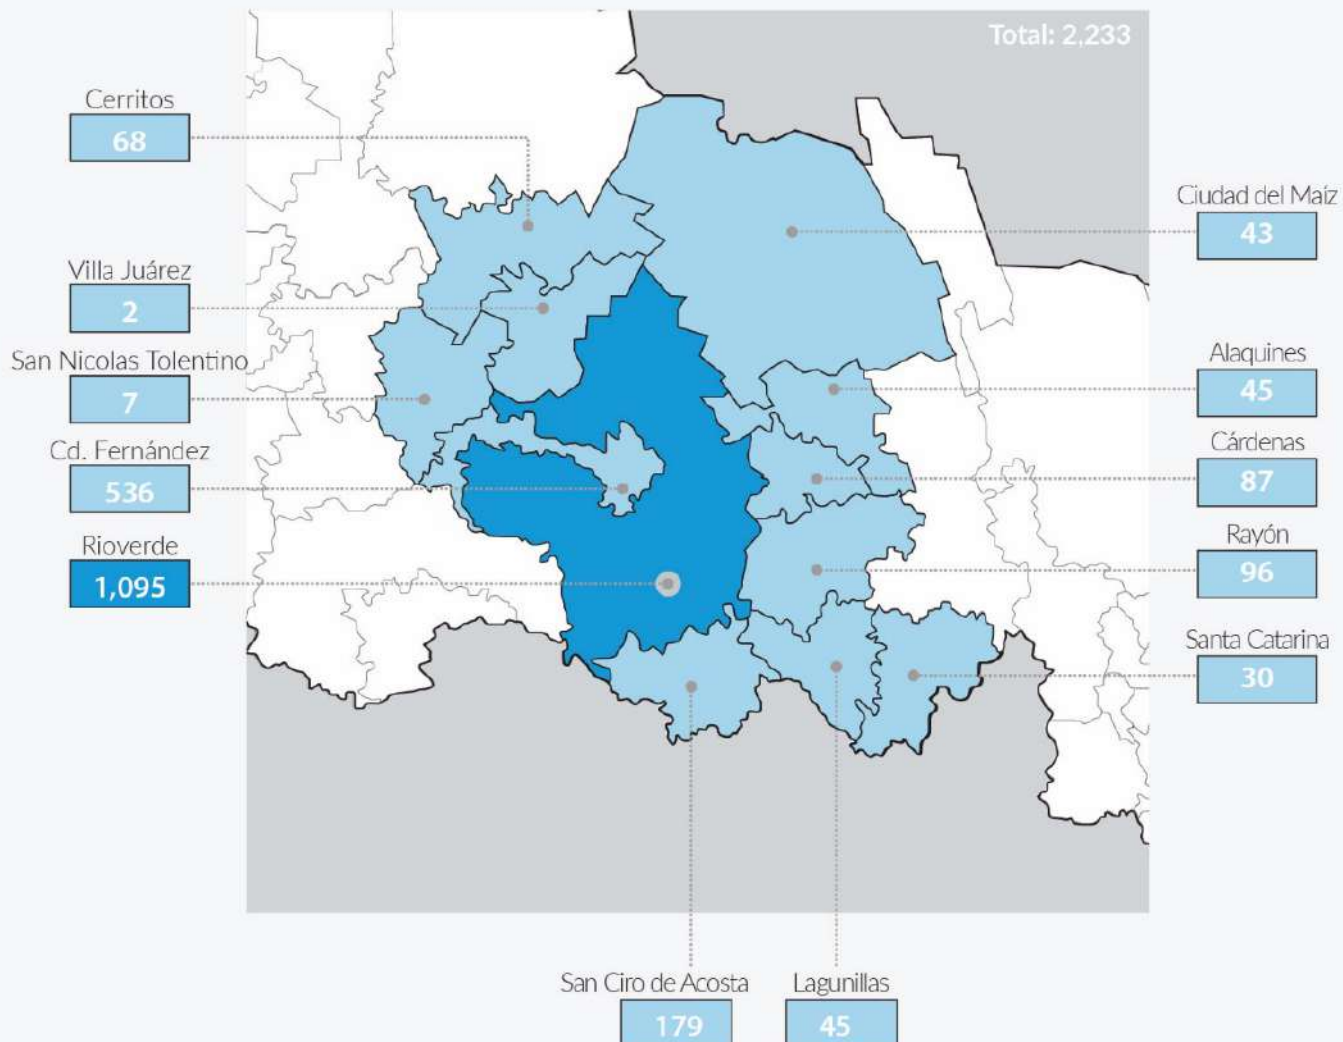 Total: 2,233
Cerritos
68
Villa Juárez
2
San Nicolas Tolentino
7
Cd. Fernández
536
Rioverde
1,095
Ciudad del Maíz
43
Alaquines
45
Cárdenas
87
Rayón
96
Santa Catarina
30
San Ciro de Acosta
179
Lagunillas
45